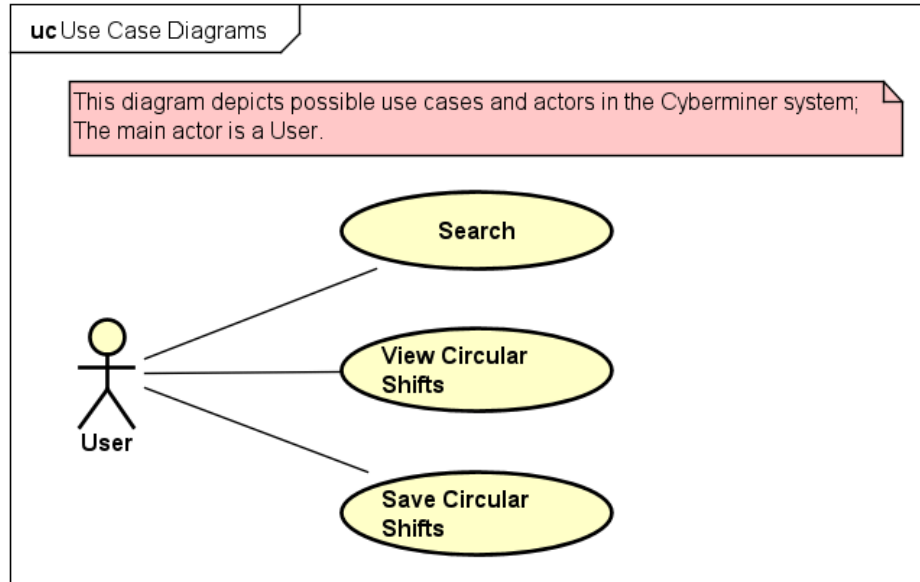 uc Use Case Diagrams
This diagram depicts possible use cases and actors in the Cyberminer system;
The main actor is a User.
Search
View Circular
Shifts
User
Save Circular
Shifts